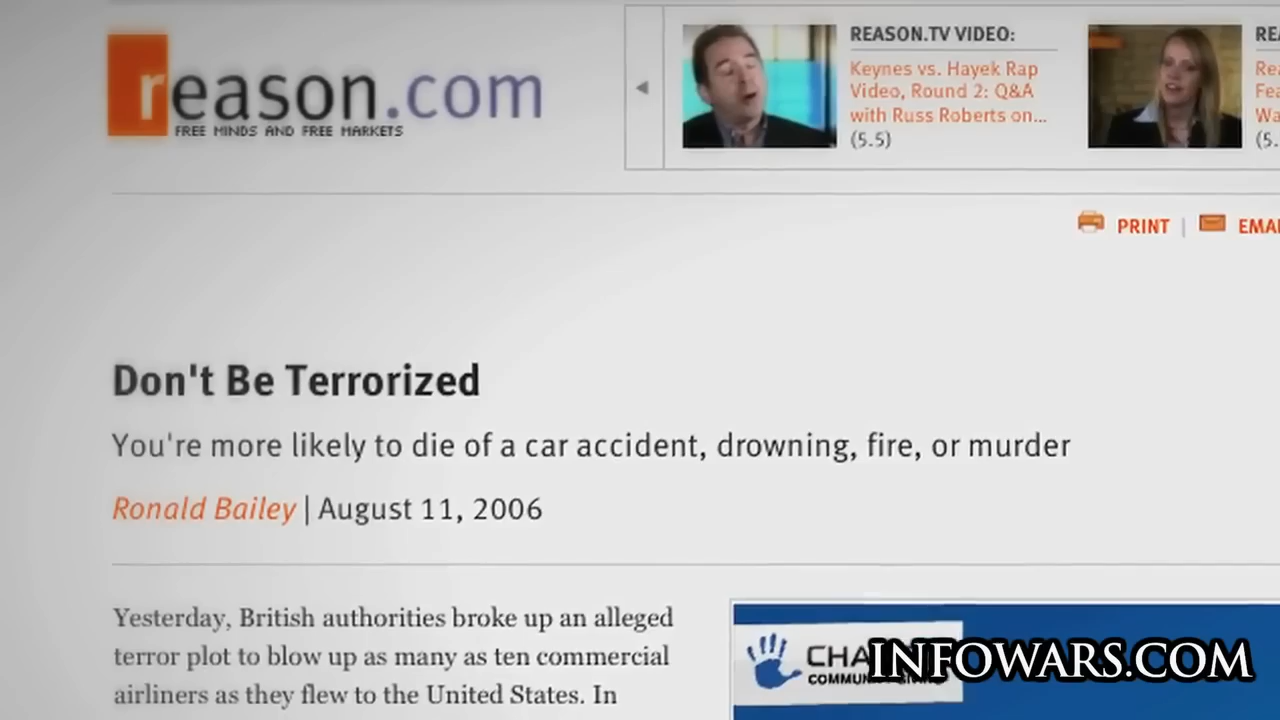 reason.com
FREE MINDS AND FREE MARKETS
REASON.TV VIDEO:
Keynes vs. Hayek Rap
Video, Round 2: Q&A
with Russ Roberts on...
(5.5)
PRINT |
Don't Be Terrorized
You're more likely to die of a car accident, drowning, fire, or murder
Ronald Bailey | August 11, 2006
Yesterday, British authorities broke up an alleged
terror plot to blow up as many as ten commercial
airliners as they flew to the United States. In
INFOWARS.COM